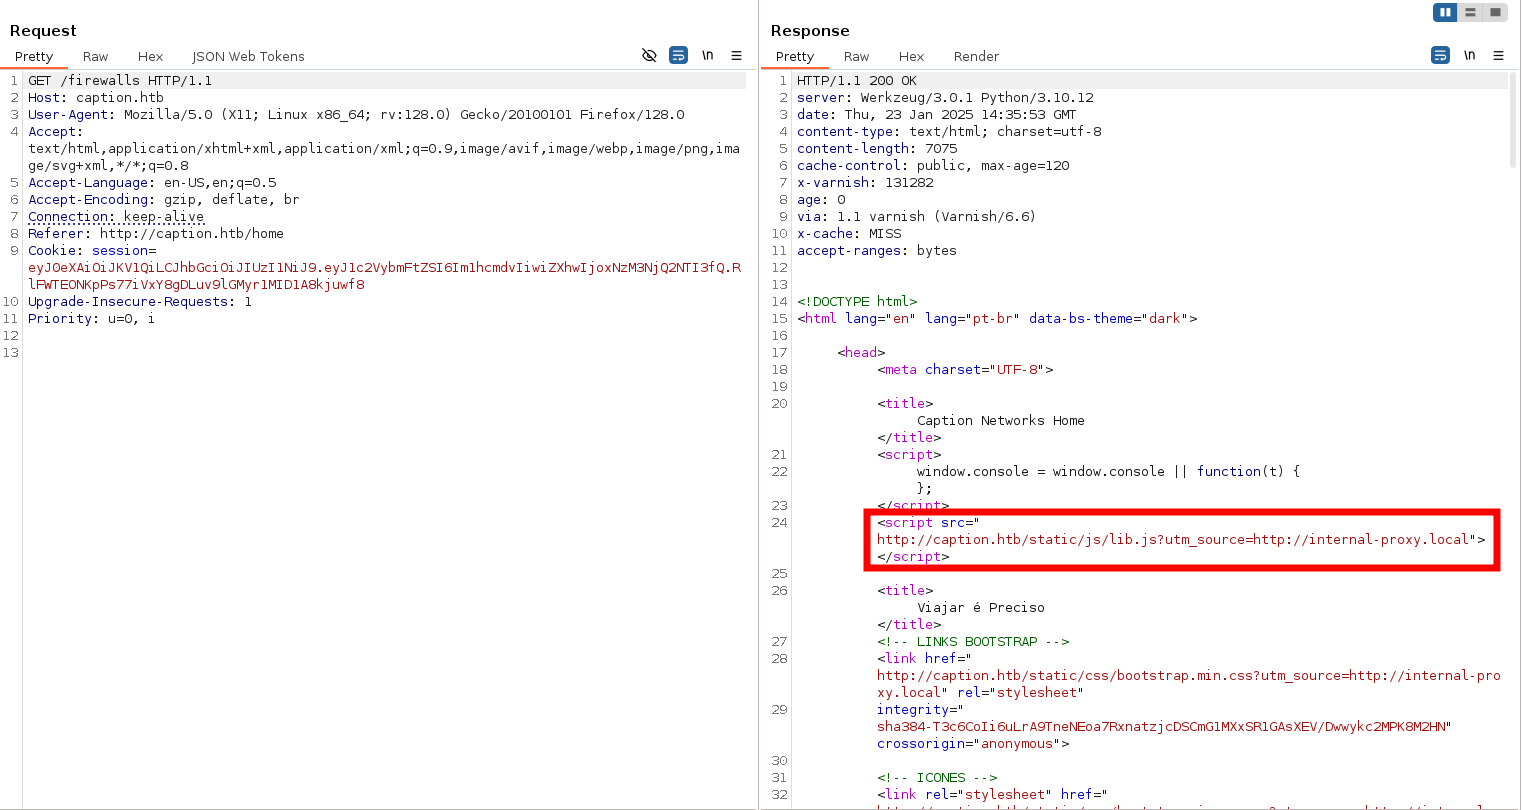 Request
Pretty Raw Hex JSON Web Tokens \n
1 GET /firewalls HTTP/1.1
2 Host: caption.htb
3 User-Agent: Mozilla/5.0 (X11; Linux x86_64; rv:128.0) Gecko/20100101 Firefox/128.0
4 Accept:
text/html,application/xhtml+xml,application/xml;q=0.9,image/avif,image/webp,image/png,ima
ge/svg+xml,*/*;q=0.8
5 Accept-Language: en-US,en;q=0.5
6 Accept-Encoding: gzip, deflate, br
7 Connection: keep-alive
8 Referer: http://caption.htb/home
9 Cookie: session=
eyJ0eXAiOiJKV1QiLCJhbGciOiJIUzI1NiJ9.eyJ1c2VybmFtZSI6Im1hcmdvIiwiZXhwIjoxNzM3NjQ2NTI3fQ.R
lFWTEONKpPs77iVxY8gDLuv9lGMyr1MID1A8kjuwf8
10 Upgrade-Insecure-Requests: 1
11 Priority: u=0, i
12
13
Response
Pretty Raw Hex Render \n
1 HTTP/1.1 200 OK
2 server: Werkzeug/3.0.1 Python/3.10.12
3 date: Thu, 23 Jan 2025 14:35:53 GMT
4 content-type: text/html; charset=utf-8
5 content-length: 7075
6 cache-control: public, max-age=120
7 x-varnish: 131282
8 age: 0
9 via: 1.1 varnish (Varnish/6.6)
10 x-cache: MISS
11 accept-ranges: bytes
12
13
14 <!DOCTYPE html>
15 <html lang="en" lang="pt-br" data-bs-theme="dark">
16
17 <head>
18 <meta charset="UTF-8">
19
20 <title>
Caption Networks Home
</title>
21 <script>
22 window.console = window.console || function(t) {
};
23 </script>
24 <script src="
http://caption.htb/static/js/lib.js?utm_source=http://internal-proxy.local">
</script>
25
26 <title>
Viajar é Preciso
</title>
27 <!-- LINKS BOOTSTRAP -->
28 <link href="
http://caption.htb/static/css/bootstrap.min.css?utm_source=http://internal-pro
xy.local" rel="stylesheet"
29 integrity="
sha384-T3c6CoIi6uLrA9TneNEoa7RxnatzjcDSCmG1MXxSR1GAsXEV/Dwwykc2MPK8M2HN"
crossorigin="anonymous">
30
31 <!-- ICONES -->
32 <link rel="stylesheet" href="